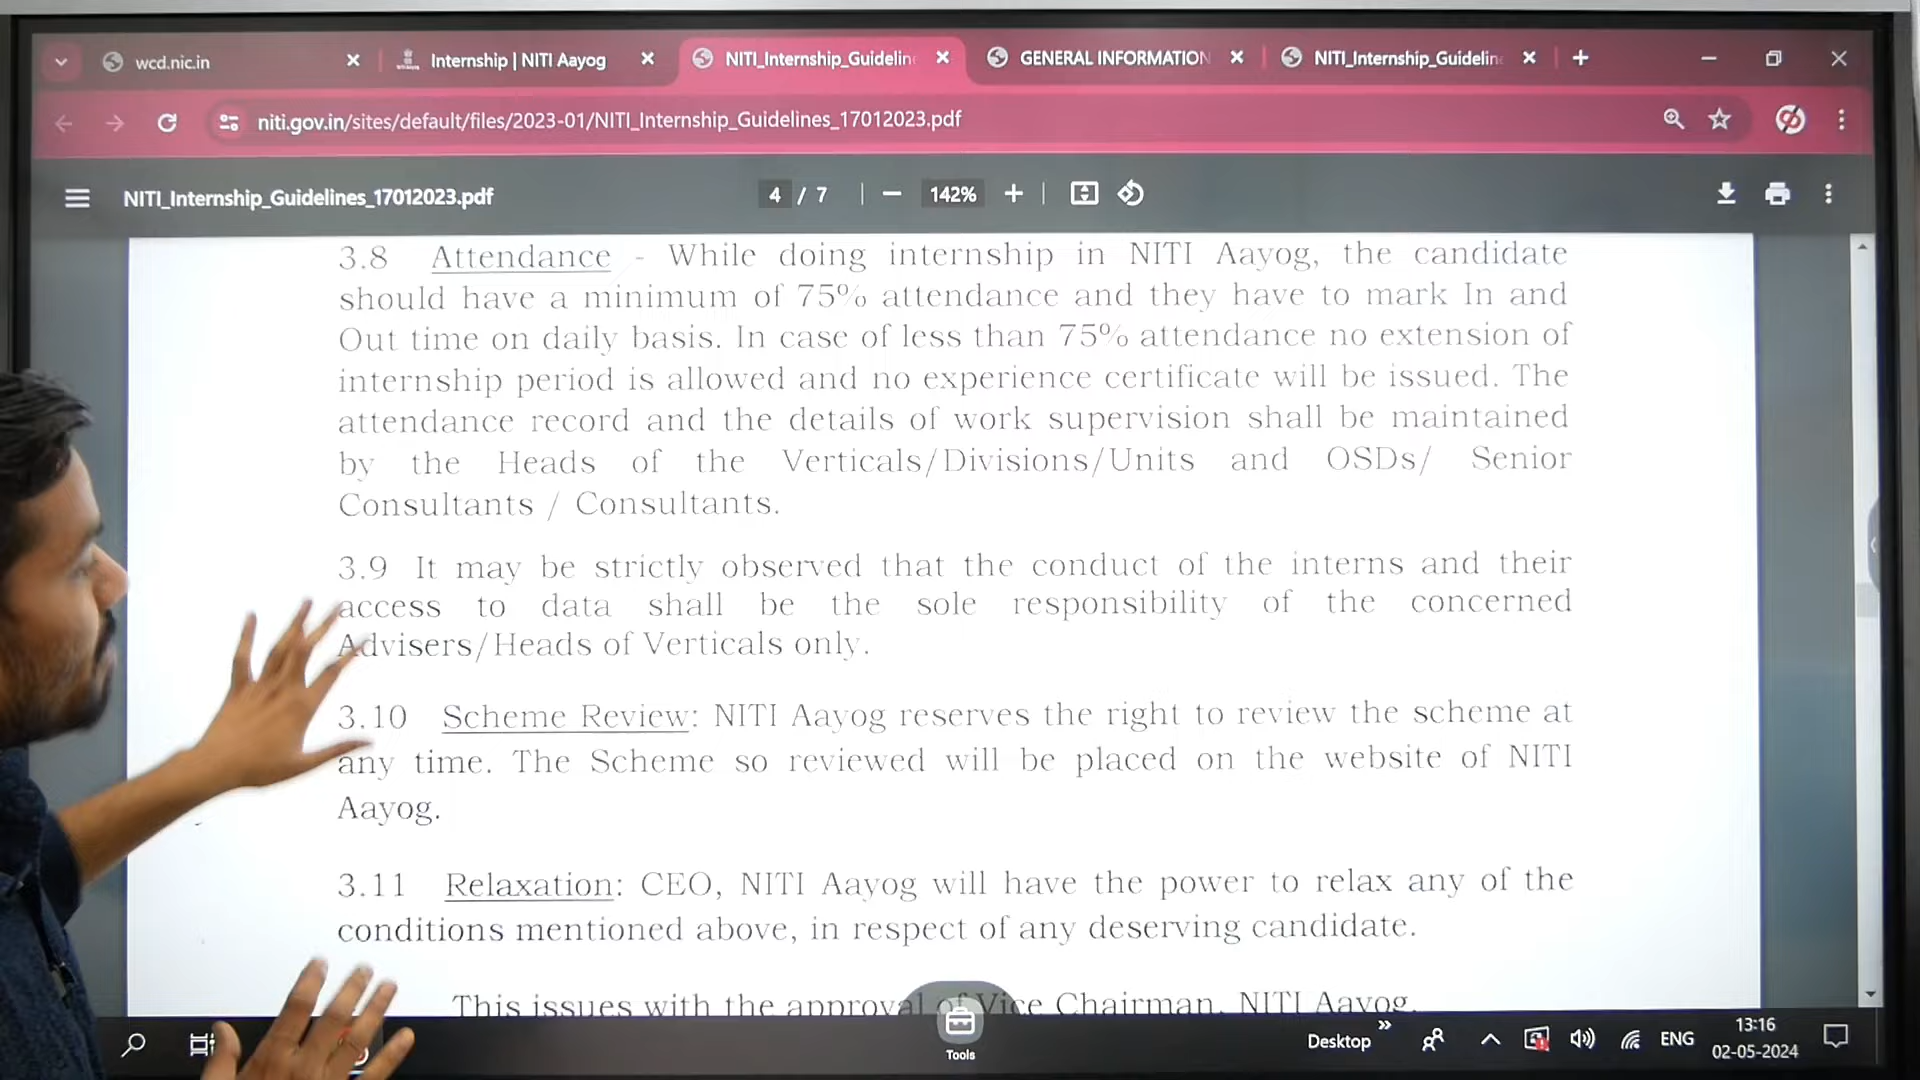 wcd.nic.in
Internship | NITI Aayog
NITI_Internship_Guidelin
GENERAL INFORMATION
NITI_Internship_Guidelin
niti.gov.in/sites/default/files/2023-01/NITI_Internship_Guidelines_17012023.pdf
NITI_Internship_Guidelines_17012023.pdf
4 / 7
142%
3.8 Attendance - While doing internship in NITI Aayog, the candidate
should have a minimum of 75% attendance and they have to mark In and
Out time on daily basis. In case of less than 75% attendance no extension of
internship period is allowed and no experience certificate will be issued. The
attendance record and the details of work supervision shall be maintained
by the Heads of the Verticals/Divisions/Units and OSDs/ Senior
Consultants / Consultants.
3.9 It may be strictly observed that the conduct of the interns and their
access to data shall be the sole responsibility of the concerned
Advisers/Heads of Verticals only.
3.10 Scheme Review: NITI Aayog reserves the right to review the scheme at
any time. The Scheme so reviewed will be placed on the website of NITI
Aayog.
3.11 Relaxation: CEO, NITI Aayog will have the power to relax any of the
conditions mentioned above, in respect of any deserving candidate.
This issues with the approval of Vice Chairman, NITI Aayog.
Tools
Desktop
ENG
13:16
02-05-2024